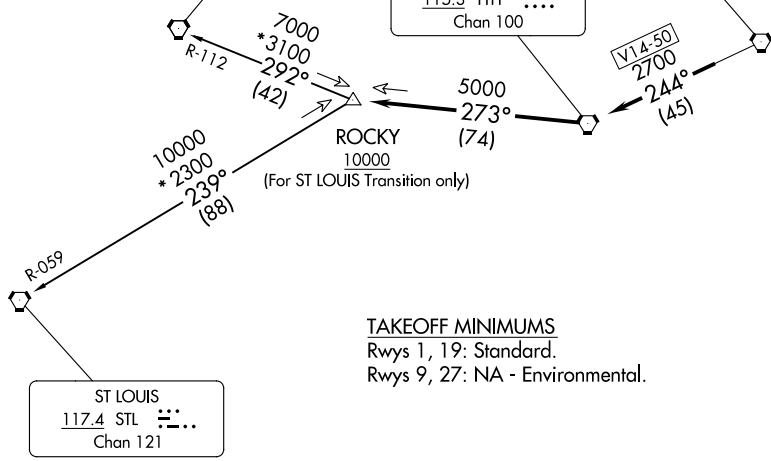 Chan 100
7000
*3100
292°
(42)
R-112
V14-50
2700
244°
(45)
5000
273°
(74)
ROCKY
10000
(For ST LOUIS Transition only)
10000
* 2300
239°
(88)
R-059
TAKEOFF MINIMUMS
Rwys 1, 19: Standard.
Rwys 9, 27: NA - Environmental.
ST LOUIS
117.4 STL
Chan 121